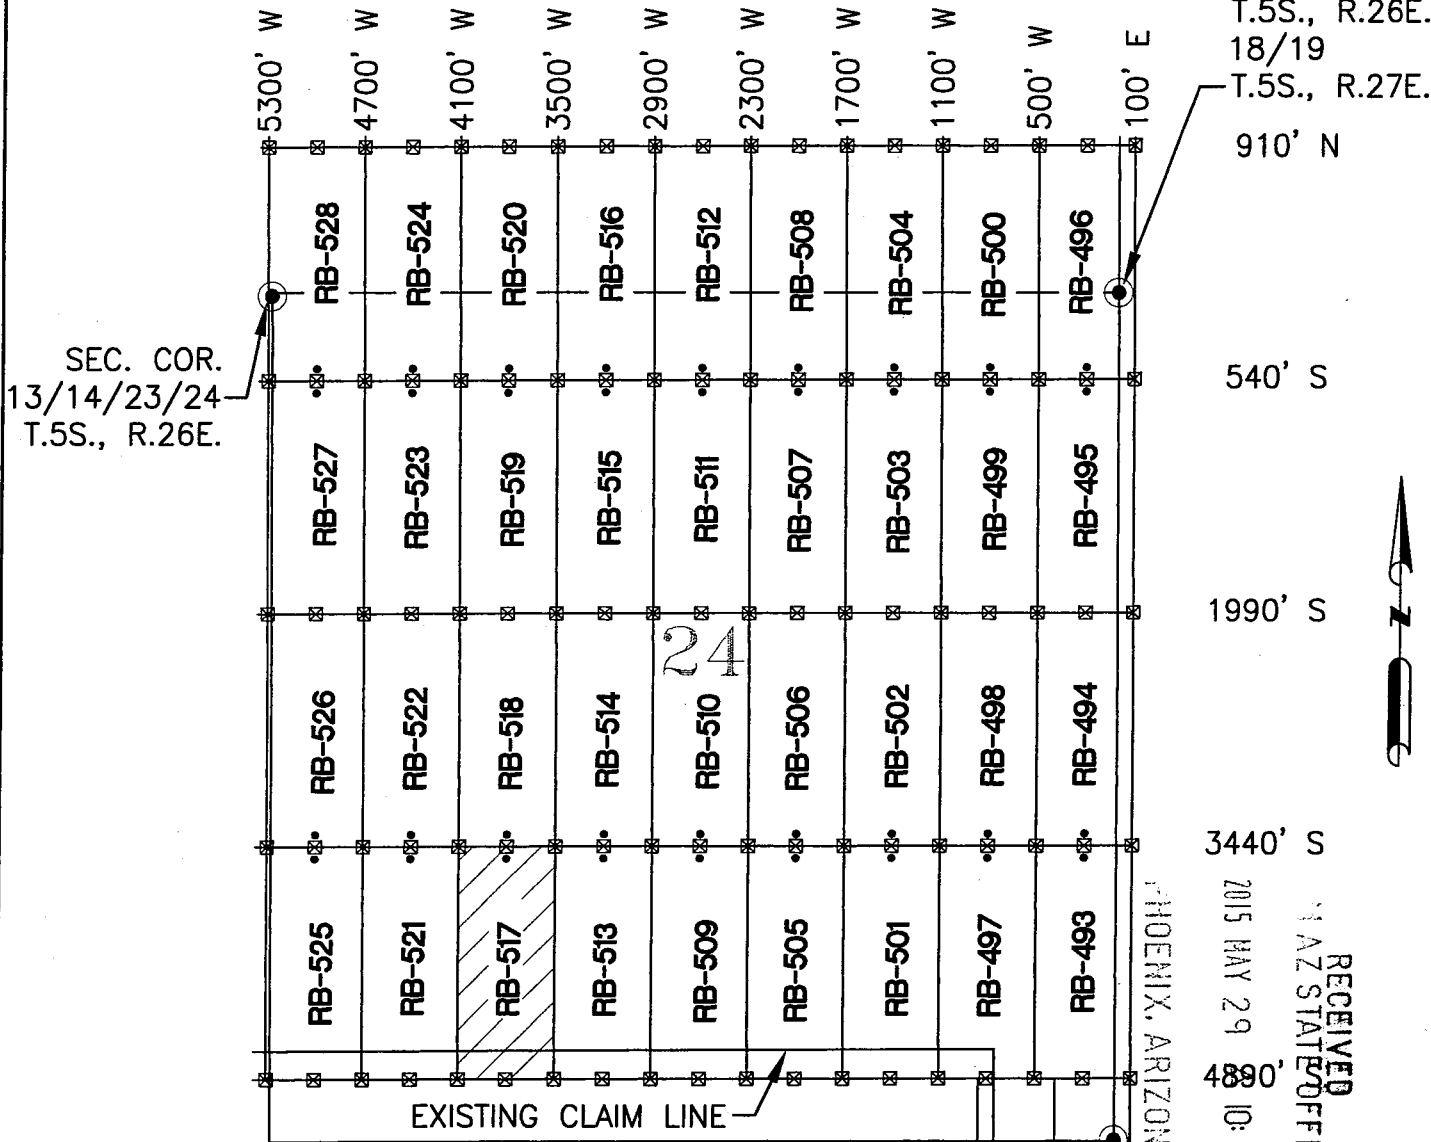 5300' W
4700' W
4100' W
3500' W
2900' W
2300' W
1700' W
1100' W
500' W
100' E
T.5S., R.26E.
18/19
T.5S., R.27E.
910' N
RB-528
RB-524
RB-520
RB-516
RB-512
RB-508
RB-504
RB-500
RB-496
SEC. COR.
13/14/23/24
T.5S., R.26E.
540' S
RB-527
RB-523
RB-519
RB-515
RB-511
RB-507
RB-503
RB-499
RB-495
1990' S
24
RB-526
RB-522
RB-518
RB-514
RB-510
RB-506
RB-502
RB-498
RB-494
N
3440' S
RB-525
RB-521
RB-517
RB-513
RB-509
RB-505
RB-501
RB-497
RB-493
4890'
EXISTING CLAIM LINE
RECEIVED
AZ STATE
2015 MAY 29
PHOENIX, ARIZON